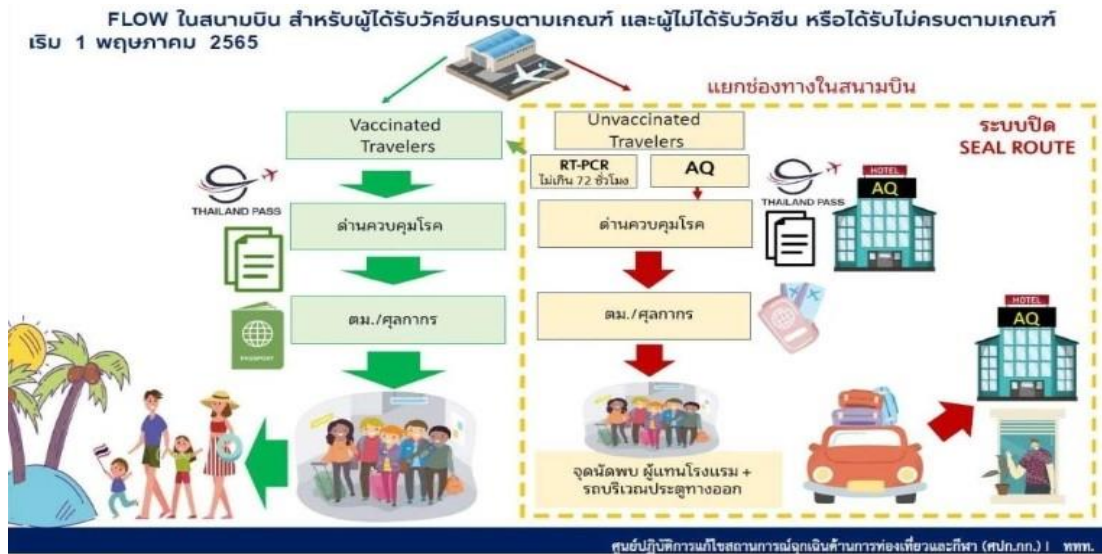 FLOW ในสนามบิน สำหรับผู้ได้รับวัคซีนครบตามเกณฑ์ และผู้ไม่ได้รับวัคซีน หรือได้รับไม่ครบตามเกณฑ์
เริ่ม 1 พฤษภาคม 2565
แยกช่องทางในสนามบิน
Vaccinated
Travelers
THAILAND PASS
ด่านควบคุมโรค
ตม./ศุลกากร
PASSPORT
Unvaccinated
Travelers
RT-PCR
ไม่เกิน 72 ชั่วโมง
AQ
THAILAND PASS
ด่านควบคุมโรค
ตม./ศุลกากร
จุดนัดพบ ผู้แทนโรงแรม +
รถบริเวณประตูทางออก
ระบบปิด
SEAL ROUTE
HOTEL
AQ
HOTEL
AQ
ศูนย์ปฏิบัติการแก้ไขสถานการณ์ฉุกเฉินด้านการท่องเที่ยวและกีฬา (ศปก.กก.) | ททท.